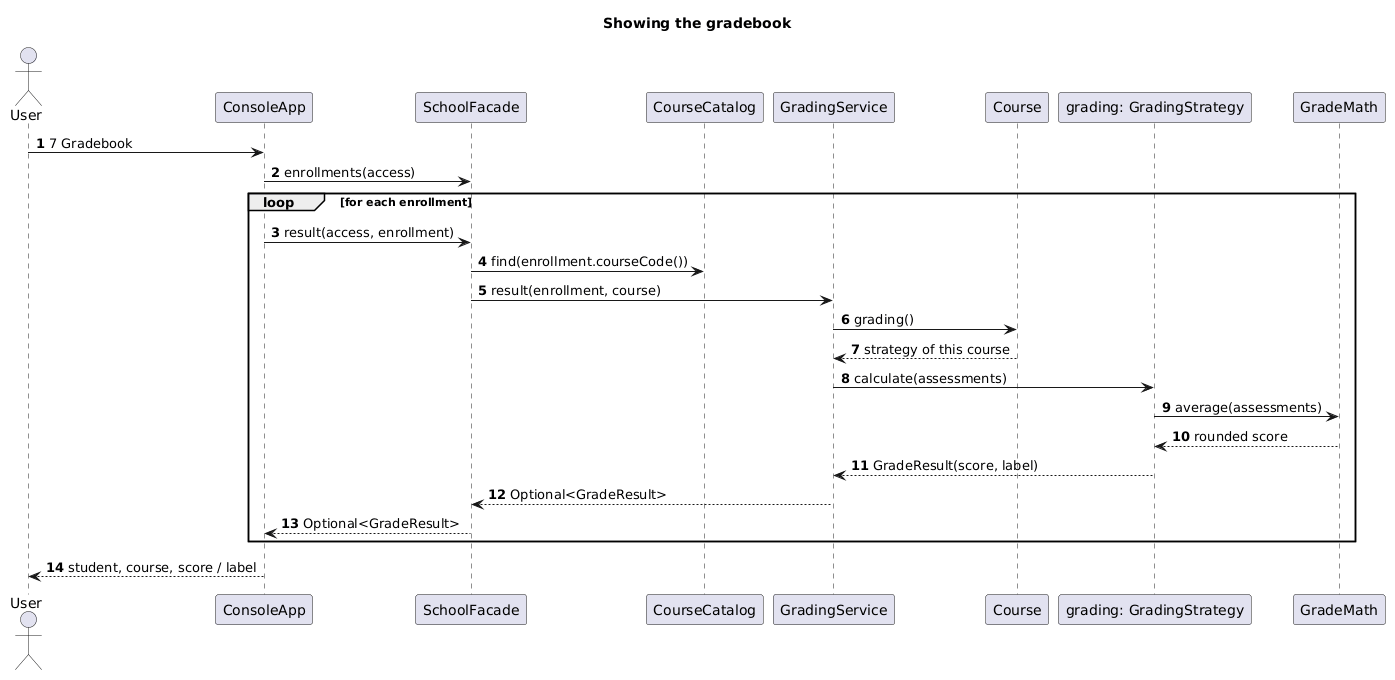 Showing the gradebook
User
ConsoleApp
SchoolFacade
CourseCatalog
GradingService
Course
grading: GradingStrategy
GradeMath
1 7 Gradebook
2 enrollments(access)
loop
[for each enrollment]
3 result(access, enrollment)
4 find(enrollment.courseCode())
5 result(enrollment, course)
6 grading()
7 strategy of this course
8 calculate(assessments)
9 average(assessments)
10 rounded score
11 GradeResult(score, label)
12 Optional<GradeResult>
13 Optional<GradeResult>
14 student, course, score / label
User
ConsoleApp
SchoolFacade
CourseCatalog
GradingService
Course
grading: GradingStrategy
GradeMath